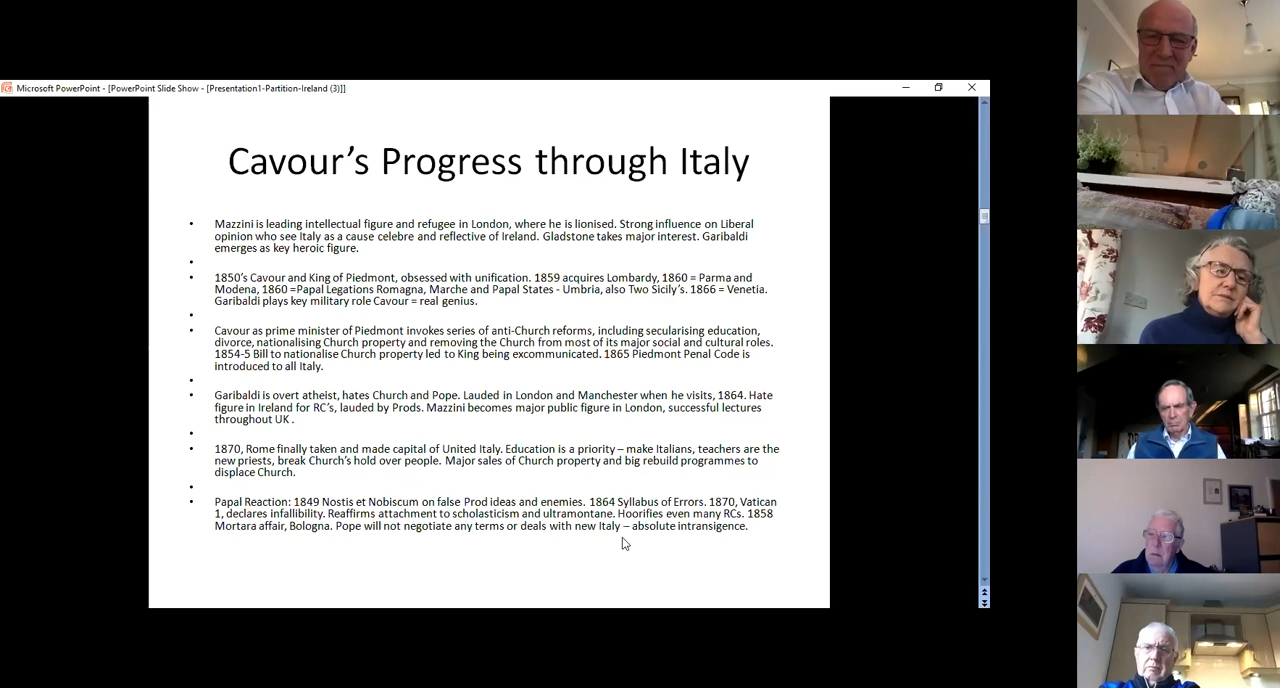 Microsoft PowerPoint - [PowerPoint Slide Show - [Presentation1-Partition-Ireland (3)]]
Cavour's Progress through Italy
• Mazzini is leading intellectual figure and refugee in London, where he is lionised. Strong influence on Liberal
opinion who see Italy as a cause celebre and reflective of Ireland. Gladstone takes major interest. Garibaldi
emerges as key heroic figure.
•
• 1850's Cavour and King of Piedmont, obsessed with unification. 1859 acquires Lombardy, 1860 = Parma and
Modena, 1860 =Papal Legations Romagna, Marche and Papal States - Umbria, also Two Sicily's. 1866 = Venetia.
Garibaldi plays key military role Cavour = real genius.
•
• Cavour as prime minister of Piedmont invokes series of anti-Church reforms, including secularising education,
divorce, nationalising Church property and removing the Church from most of its major social and cultural roles.
1854-5 Bill to nationalise Church property led to King being excommunicated. 1865 Piedmont Penal Code is
introduced to all Italy.
•
• Garibaldi is overt atheist, hates Church and Pope. Lauded in London and Manchester when he visits, 1864. Hate
figure in Ireland for RC's, lauded by Prods. Mazzini becomes major public figure in London, successful lectures
throughout UK .
•
• 1870, Rome finally taken and made capital of United Italy. Education is a priority – make Italians, teachers are the
new priests, break Church's hold over people. Major sales of Church property and big rebuild programmes to
displace Church.
•
• Papal Reaction: 1849 Nostis et Nobiscum on false Prod ideas and enemies. 1864 Syllabus of Errors. 1870, Vatican
1, declares infallibility. Reaffirms attachment to scholasticism and ultramontane. Hoorifies even many RCs. 1858
Mortara affair, Bologna. Pope will not negotiate any terms or deals with new Italy – absolute intransigence.